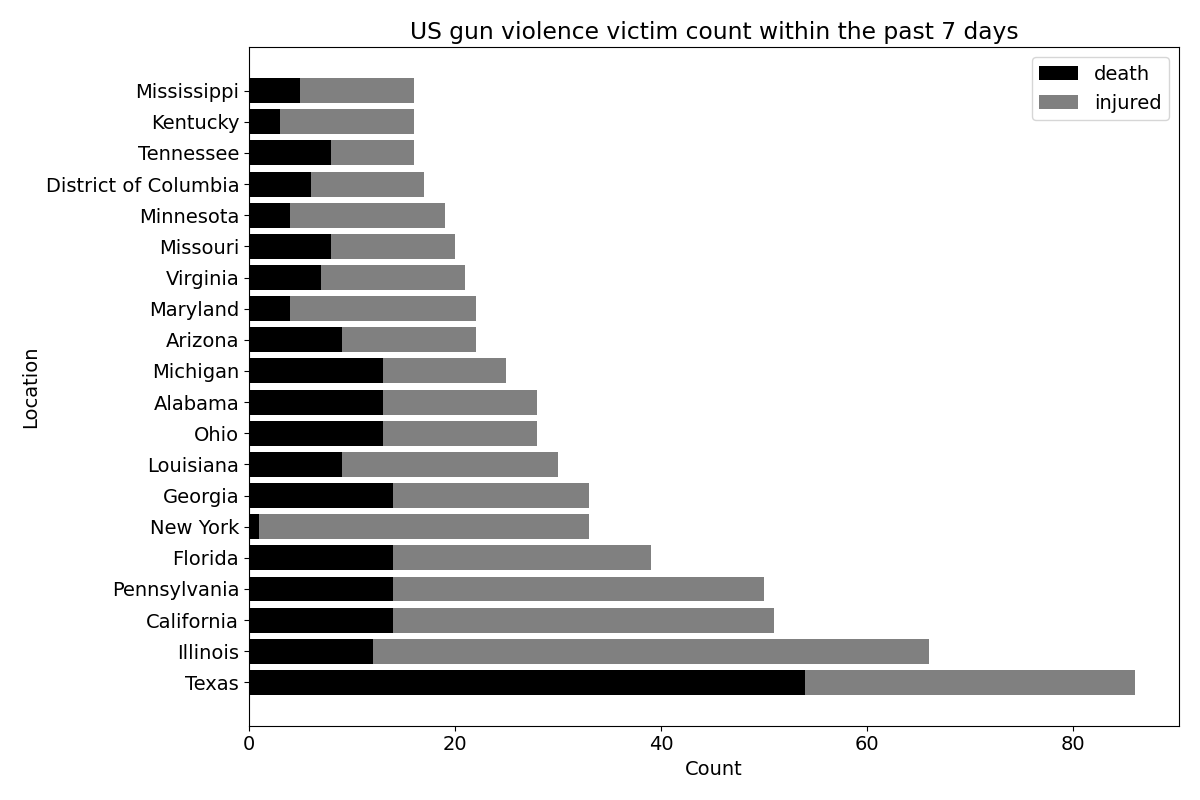 US gun violence victim count within the past 7 days
death
injured
Mississippi
Kentucky
Tennessee
District of Columbia
Minnesota
Missouri
Virginia
Maryland
Arizona
Michigan
Alabama
Ohio
Louisiana
Georgia
New York
Florida
Pennsylvania
California
Illinois
Texas
Location
0 20 40 60 80
Count